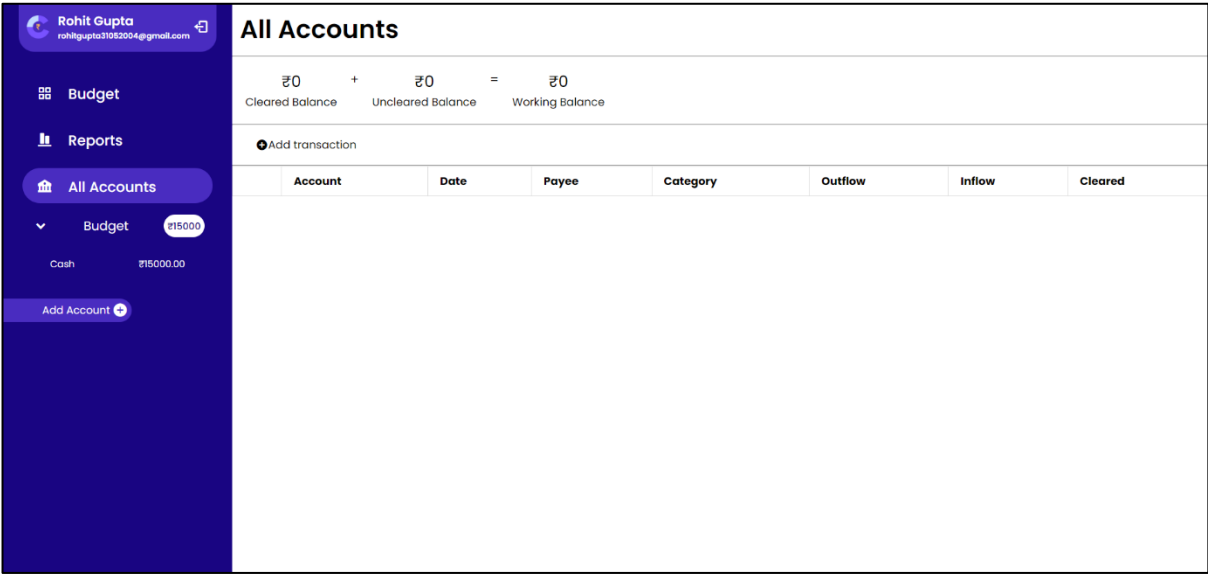 Rohit Gupta
rohitgupta31052004@gmail.com
Budget
Reports
All Accounts
Budget ₹15000
Cash ₹15000.00
Add Account
All Accounts
₹0 + ₹0 = ₹0
Cleared Balance Uncleared Balance Working Balance
Add transaction
Account Date Payee Category Outflow Inflow Cleared